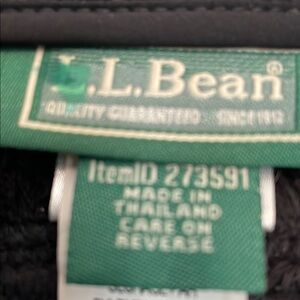 L.L.Bean®
QUALITY GUARANTEED SINCE 1912
ItemID 273591
MADE IN
THAILAND
CARE ON
REVERSE